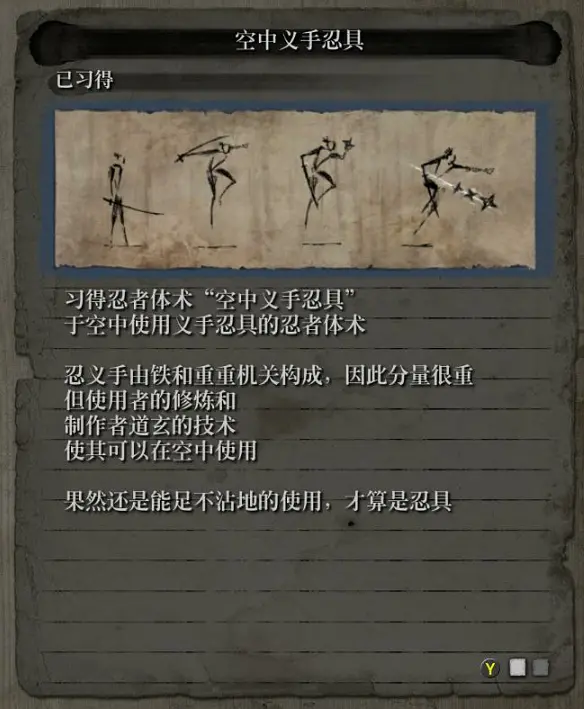 空中义手忍具
已习得
习得忍者体术“空中义手忍具”
于空中使用义手忍具的忍者体术
忍义手由铁和重重机关构成，因此分量很重
但使用者的修炼和
制作者道玄的技术
使其可以在空中使用
果然还是能足不沾地的使用，才算是忍具
Y